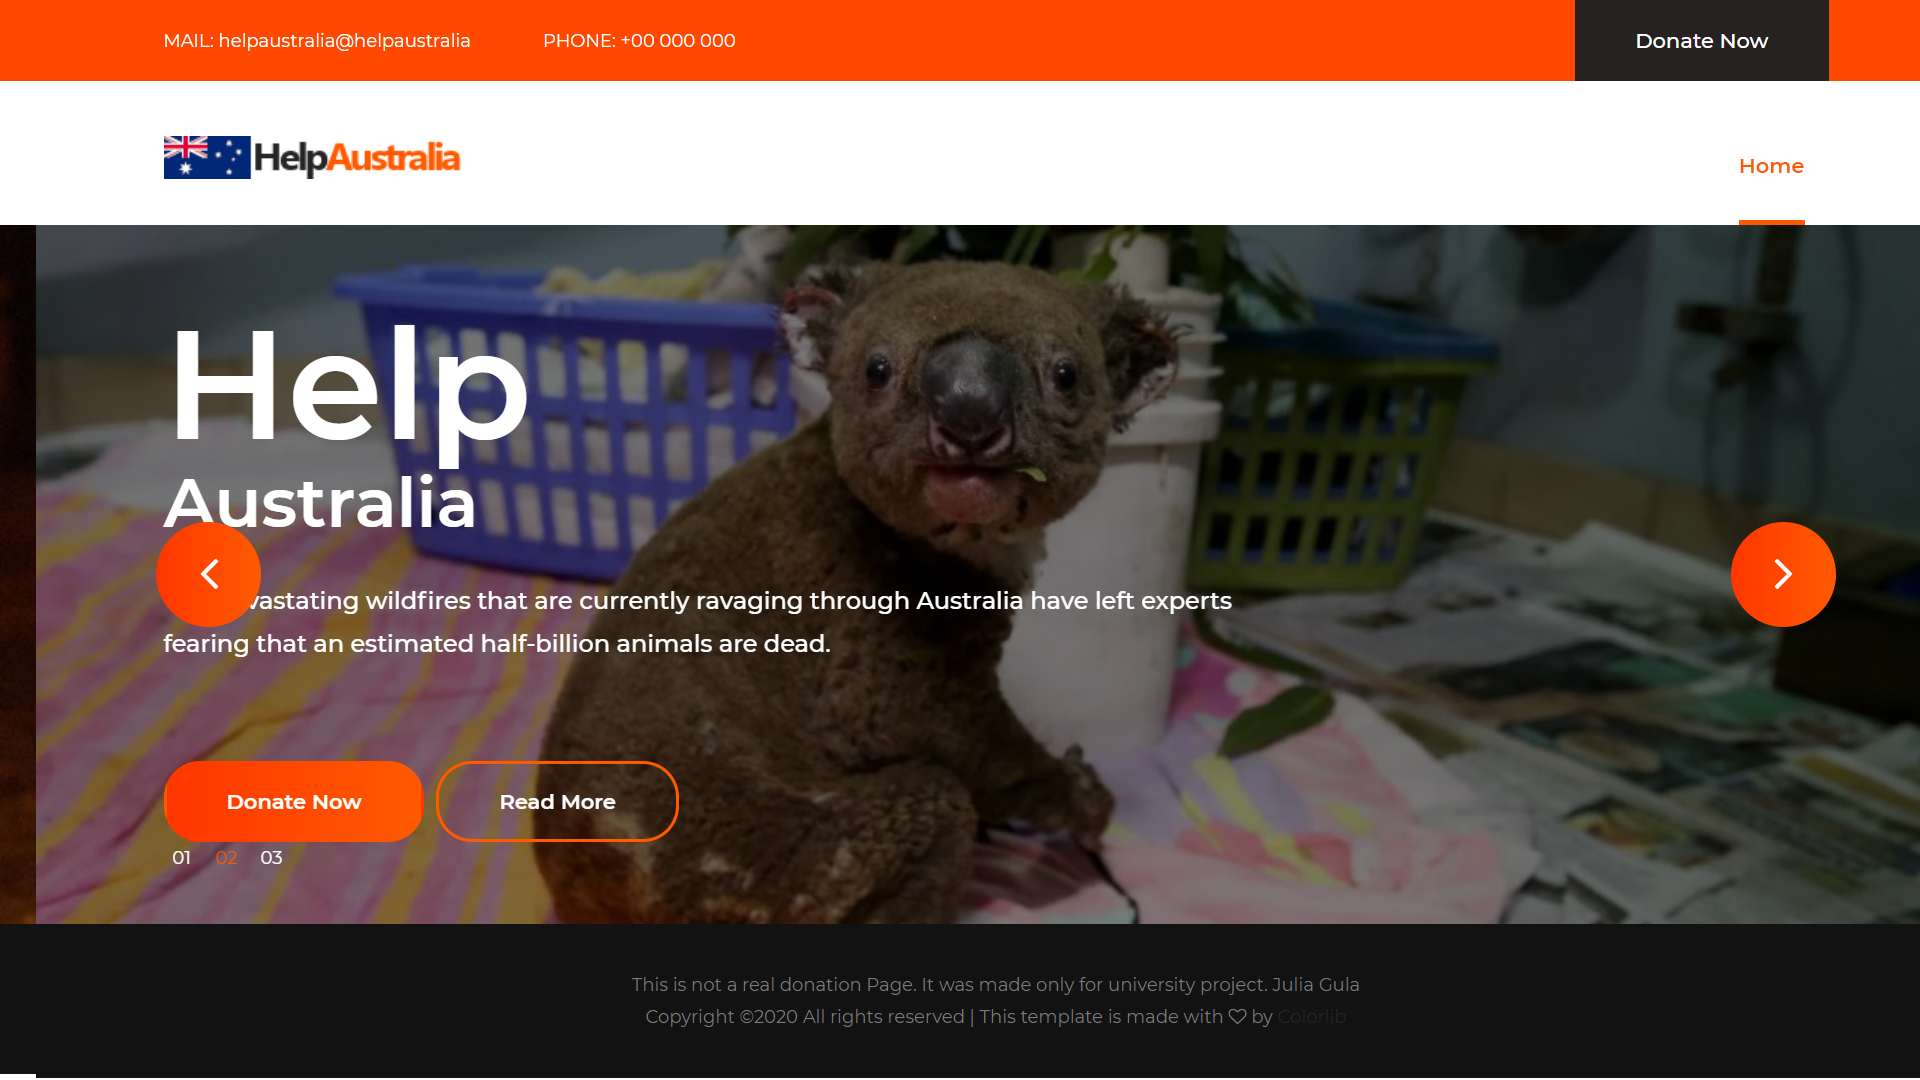 MAIL: helpaustralia@helpaustralia
PHONE: +00 000 000
Donate Now
HelpAustralia
Home
Help
Australia
vastating wildfires that are currently ravaging through Australia have left experts
fearing that an estimated half-billion animals are dead.
Donate Now
Read More
01 02 03
This is not a real donation Page. It was made only for university project. Julia Gula
Copyright ©2020 All rights reserved | This template is made with ♡ by Colorlib